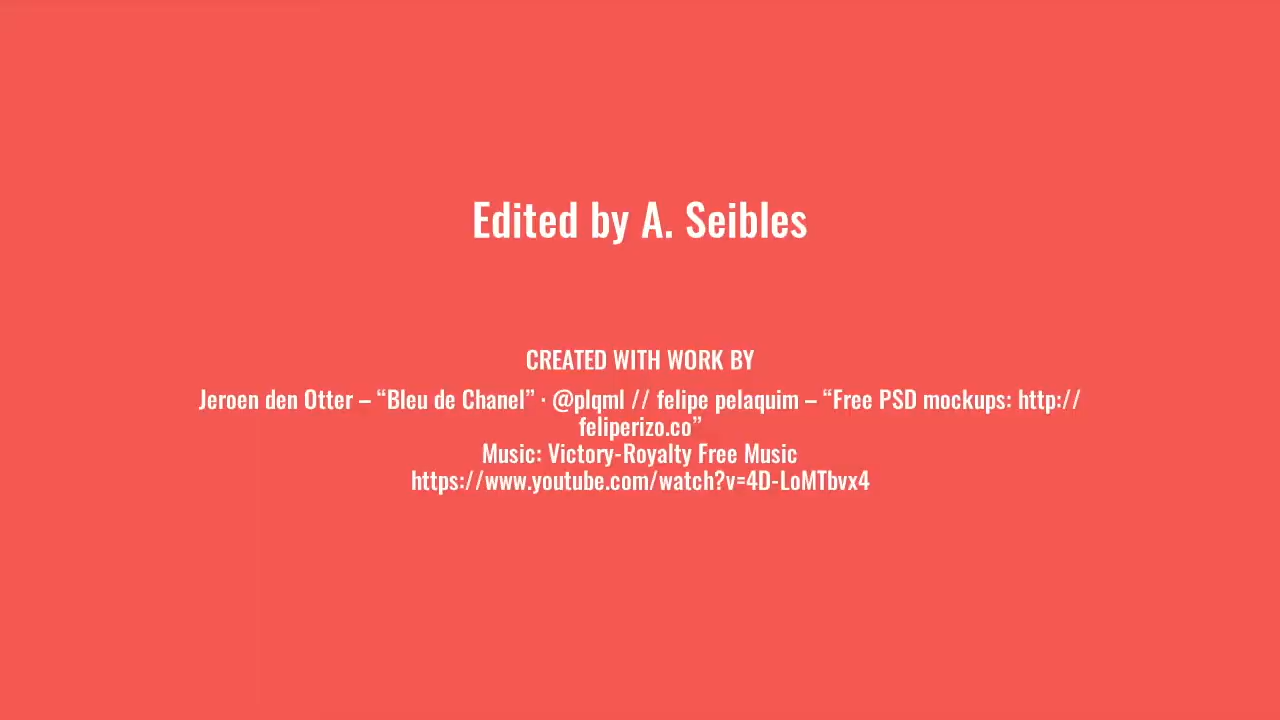 Edited by A. Seibles
CREATED WITH WORK BY
Jeroen den Otter – “Bleu de Chanel” · @plqml // felipe pelaquim – “Free PSD mockups: http://
feliperizo.co”
Music: Victory-Royalty Free Music
https://www.youtube.com/watch?v=4D-LoMTbvx4